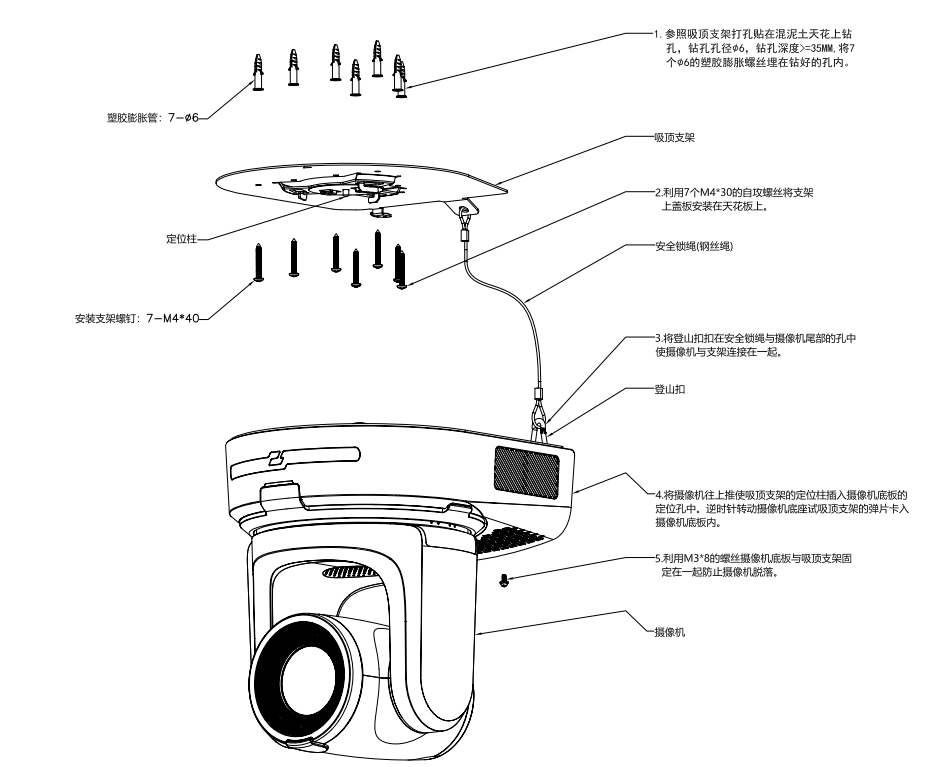 1. 参照吸顶支架打孔贴在混泥土天花上钻
孔, 钻孔孔径ø6, 钻孔深度>=35MM,将7
个ø6的塑胶膨胀螺丝埋在钻好的孔内。
塑胶膨胀管: 7-ø6
吸顶支架
2.利用7个M4*30的自攻螺丝将支架
上盖板安装在天花板上。
定位柱
安全锁绳(钢丝绳)
安装支架螺钉: 7-M4*40
3.将登山扣扣在安全锁绳与摄像机尾部的孔中
使摄像机与支架连接在一起。
登山扣
4.将摄像机往上推使吸顶支架的定位柱插入摄像机底板的
定位孔中。逆时针转动摄像机底座试吸顶支架的弹片卡入
摄像机底板内。
5.利用M3*8的螺丝摄像机底板与吸顶支架固
定在一起防止摄像机脱落。
摄像机